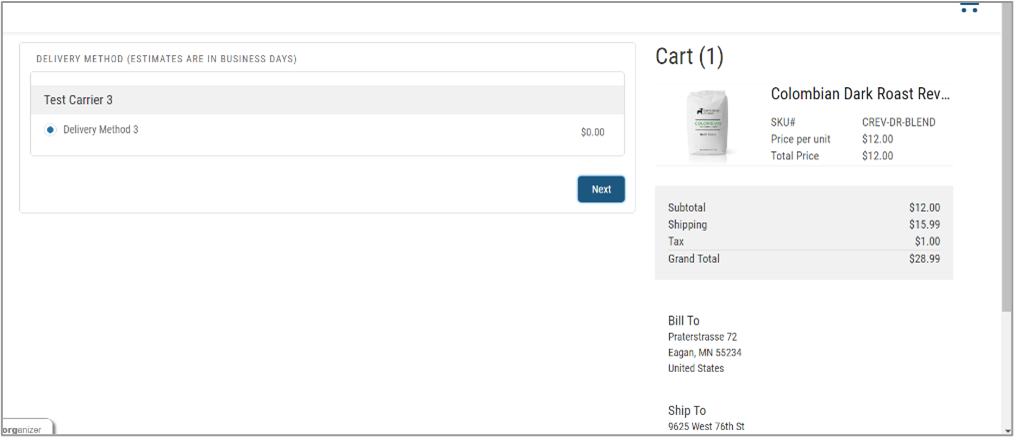 DELIVERY METHOD (ESTIMATES ARE IN BUSINESS DAYS)
Test Carrier 3
Delivery Method 3
$0.00
Next
Cart (1)
Colombian Dark Roast Rev...
SKU# CREV-DR-BLEND
Price per unit $12.00
Total Price $12.00
Subtotal $12.00
Shipping $15.99
Tax $1.00
Grand Total $28.99
Bill To
Praterstrasse 72
Eagan, MN 55234
United States
Ship To
9625 West 76th St
organizer